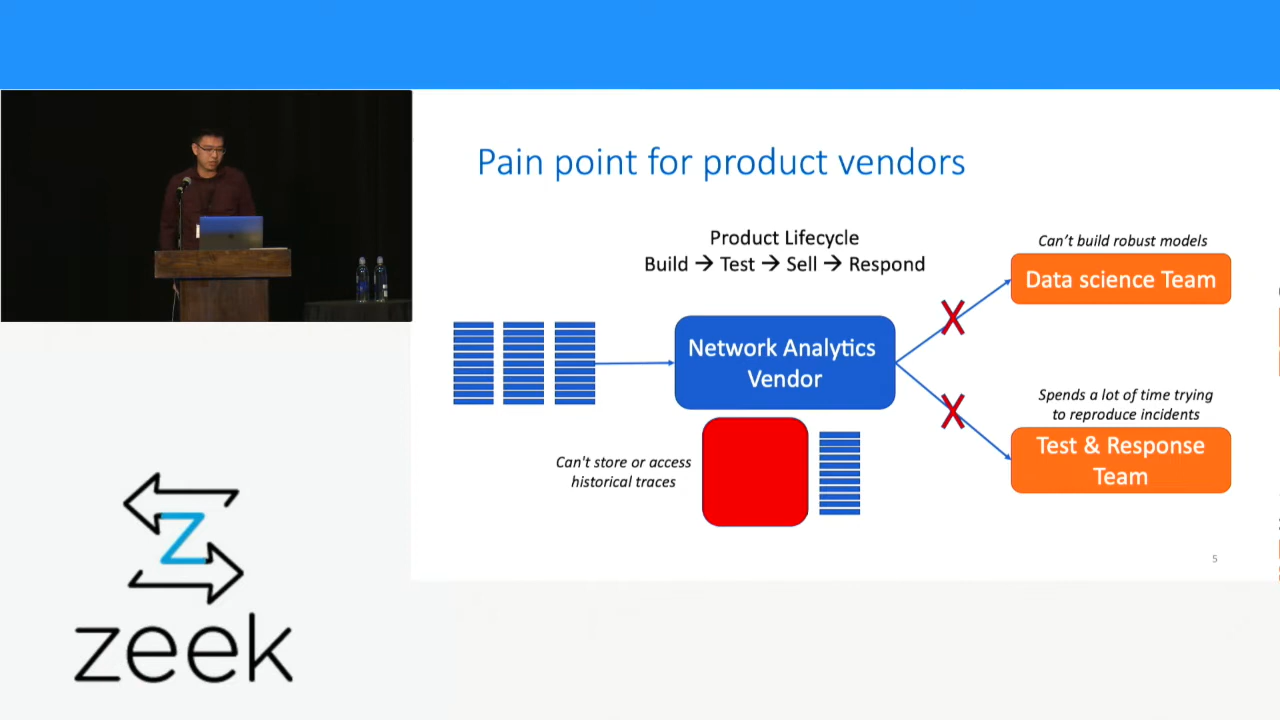 Pain point for product vendors
Product Lifecycle
Build → Test → Sell → Respond
Can't build robust models
Data science Team
Network Analytics
Vendor
Spends a lot of time trying
to reproduce incidents
Test & Response
Team
Can't store or access
historical traces
5
Z
zeek